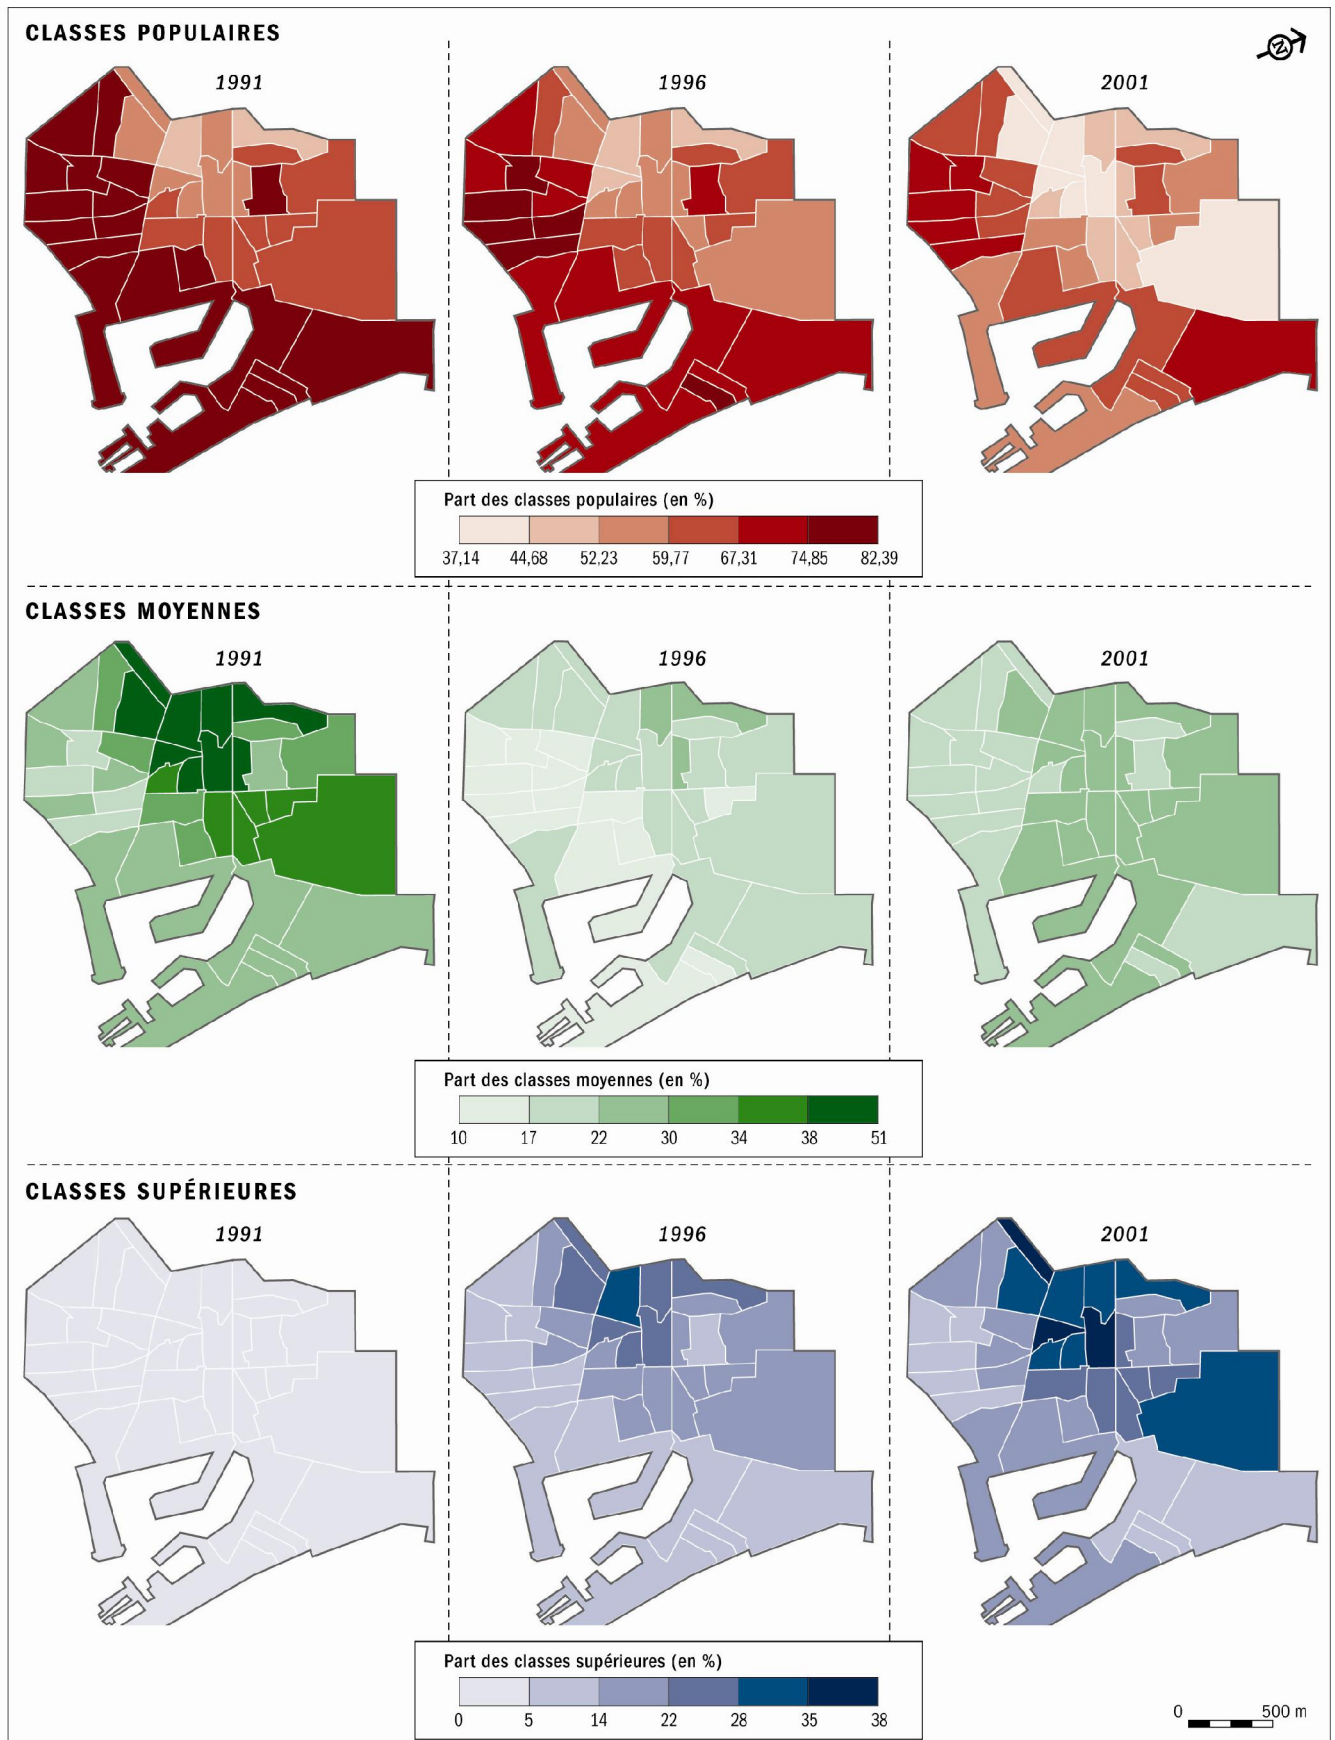 CLASSES POPULAIRES
N
1991
1996
2001
Part des classes populaires (en %)
37,14 44,68 52,23 59,77 67,31 74,85 82,39
CLASSES MOYENNES
1991
1996
2001
Part des classes moyennes (en %)
10 17 22 30 34 38 51
CLASSES SUPÉRIEURES
1991
1996
2001
Part des classes supérieures (en %)
0 5 14 22 28 35 38
0 500 m